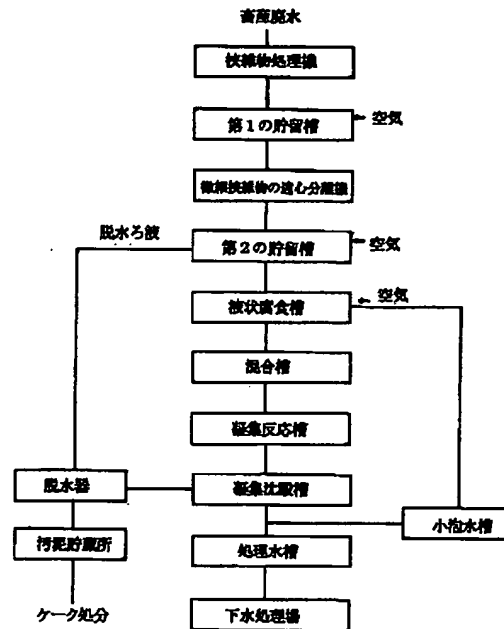 畜産廃水
挟雑物処理機
第1の貯留槽
空気
微細挟雑物の遠心分離機
脱水ろ液
第2の貯留槽
空気
液状腐食槽
空気
混合槽
凝集反応槽
脱水器
凝集沈殿槽
小泡水槽
汚泥貯蔵所
処理水槽
ケーク処分
下水処理場